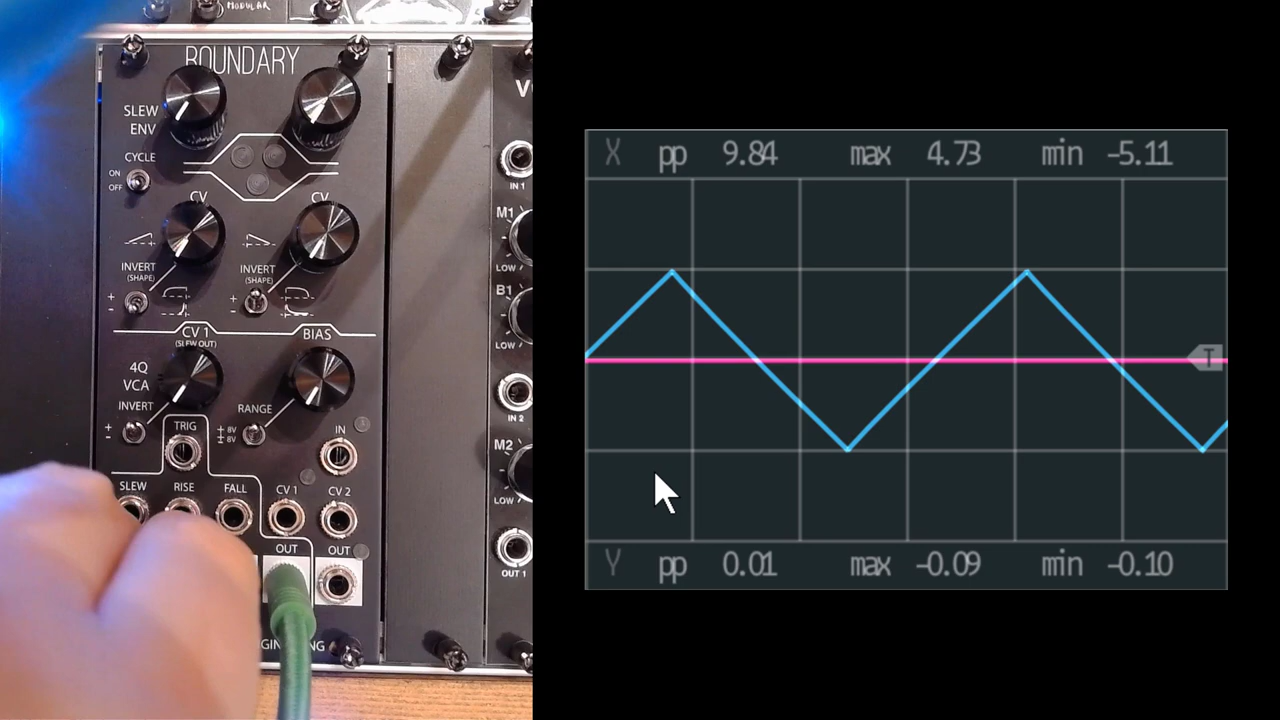 MODULAR
BOUNDARY
SLEW
ENV
CYCLE
ON
OFF
CV
CV
INVERT
(SHAPE)
INVERT
(SHAPE)
+
-
+
-
CV 1
(SLEW OUT)
BIAS
4Q
VCA
INVERT
+
-
RANGE
+ 8V
± 8V
TRIG
IN
SLEW
RISE
FALL
CV 1
CV 2
OUT
OUT
IN 1
M1
LOW
B1
LOW
IN 2
M2
LOW
OUT 1
X pp 9.84 max 4.73 min -5.11
T
Y pp 0.01 max -0.09 min -0.10